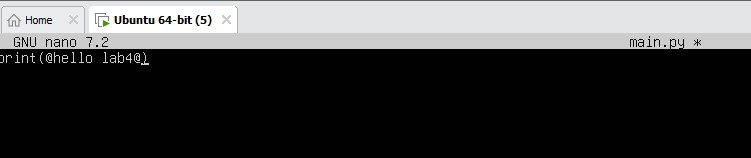 Home
Ubuntu 64-bit (5)
GNU nano 7.2 main.py *
print(@hello lab4@)